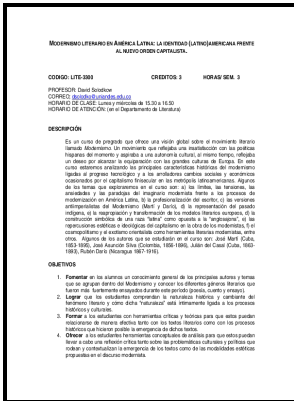 MODERNISMO LITERARIO EN AMÉRICA LATINA: LA IDENTIDAD (LATINO)AMERICANA FRENTE
AL NUEVO ORDEN CAPITALISTA.
CODIGO: LITE-3300 CREDITOS: 3 HORAS/ SEM. 3
PROFESOR: David Solodkow
CORREO: dsolodko@uniandes.edu.co
HORARIO DE CLASE: Lunes y miércoles de 15.30 a 16.50
HORARIO DE ATENCIÓN: (en el Departamento de Literatura)
DESCRIPCIÓN
Es un curso de pregrado que ofrece una visión global sobre el movimiento literario
llamado Modernismo. Un movimiento que reflejaba una insatisfacción con las poéticas
hispanas del momento y aspiraba a una autonomía cultural, al mismo tiempo, reflejaba
un deseo por alcanzar la equiparación con las grandes culturas de Europa. En este
curso estaremos analizando las principales características históricas del modernismo
ligadas al progreso tecnológico y a los arrolladores cambios sociales y económicos
ocasionados por el capitalismo finisecular en las metrópolis latinoamericanas. Algunos
de los temas que exploraremos en el curso son: a) los límites, las tensiones, las
ansiedades y las paradojas del imaginario modernista frente a los procesos de
modernización en América Latina, b) la profesionalización del escritor, c) las versiones
antiimperialistas del Modernismo (Martí y Darío), d) la representación del pasado
indígena, e) la reapropiación y transformación de los modelos literarios europeos, d) la
construcción simbólica de una raza "latina" como opuesta a la "anglosajona", e) las
repercusiones estéticas e ideológicas del capitalismo en la obra de los modernistas, f) el
cosmopolitismo y el exotismo orientalista como herramientas literarias modernistas, entre
otros. Algunos de los autores que se estudiarán en el curso son: José Martí (Cuba,
1853-1895), José Asunción Silva (Colombia, 1856-1896), Julián del Casal (Cuba, 1863-
1893), Rubén Darío (Nicaragua 1867-1916).
OBJETIVOS
1. Fomentar en los alumnos un conocimiento general de los principales autores y temas
que se agrupan dentro del Modernismo y conocer los diferentes géneros literarios que
fueron más fuertemente ensayados durante este período (poesía, cuento y ensayo).
2. Lograr que los estudiantes comprendan la naturaleza histórica y cambiante del
fenómeno literario y cómo dicha "naturaleza" está íntimamente ligada a los procesos
históricos y culturales.
3. Formar a los estudiantes con herramientas críticas y teóricas para que estos puedan
relacionarse de manera efectiva tanto con los textos literarios como con los procesos
históricos que hicieron posible la emergencia de dichos textos.
4. Ofrecer a los estudiantes herramientas conceptuales de análisis para que estos puedan
llevar a cabo una reflexión crítica tanto sobre las problemáticas culturales y políticas que
rodean y contextualizan la emergencia de los textos como de las modalidades estéticas
propuestas en el discurso modernista.